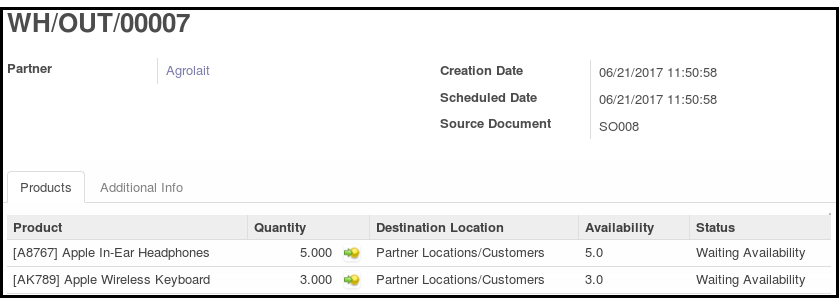 WH/OUT/00007
Partner Agrolait
Creation Date 06/21/2017 11:50:58
Scheduled Date 06/21/2017 11:50:58
Source Document SO008
Products Additional Info
Product Quantity Destination Location Availability Status
[A8767] Apple In-Ear Headphones 5.000 Partner Locations/Customers 5.0 Waiting Availability
[AK789] Apple Wireless Keyboard 3.000 Partner Locations/Customers 3.0 Waiting Availability